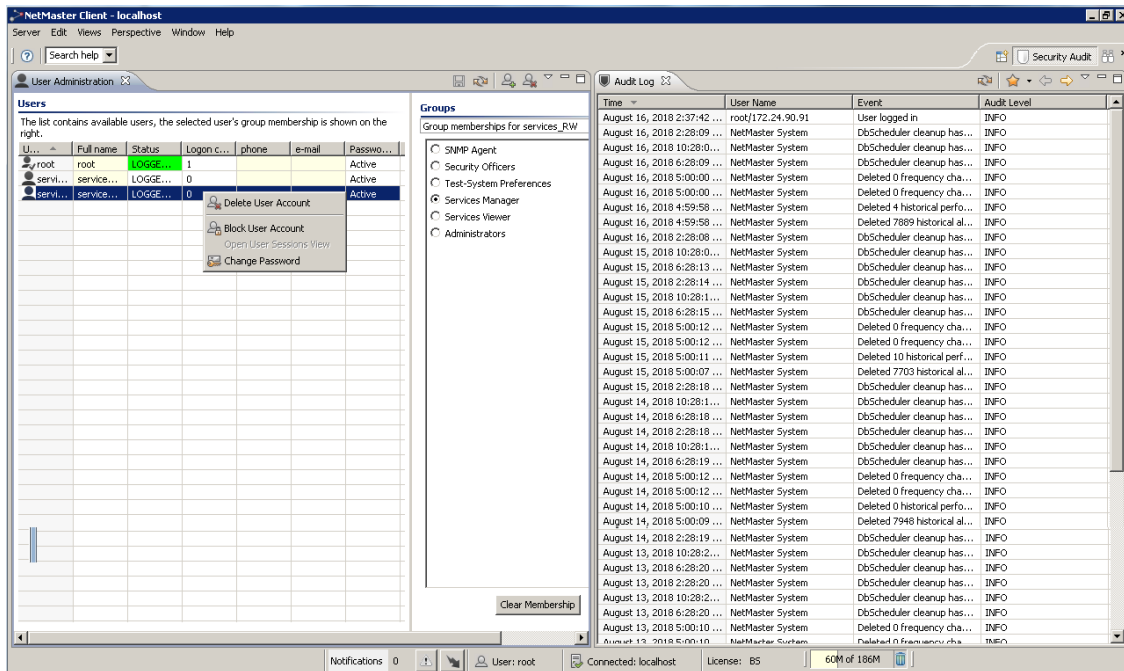 NetMaster Client - localhost
Server Edit Views Perspective Window Help
Search help
Security Audit
User Administration
Users
The list contains available users, the selected user's group membership is shown on the right.
U... Full name Status Logon c... phone e-mail Passwo...
root root LOGGE... 1 Active
servi... service... LOGGE... 0 Active
servi... service... LOGGE... 0 Active
Delete User Account
Block User Account
Open User Sessions View
Change Password
Groups
Group memberships for services_RW
SNMP Agent
Security Officers
Test-System Preferences
Services Manager
Services Viewer
Administrators
Clear Membership
Audit Log
Time User Name Event Audit Level
August 16, 2018 2:37:42 ... root/172.24.90.91 User logged in INFO
August 16, 2018 2:28:09 ... NetMaster System DbScheduler cleanup has... INFO
August 16, 2018 10:28:0... NetMaster System DbScheduler cleanup has... INFO
August 16, 2018 6:28:09 ... NetMaster System DbScheduler cleanup has... INFO
August 16, 2018 5:00:00 ... NetMaster System Deleted 0 frequency cha... INFO
August 16, 2018 5:00:00 ... NetMaster System Deleted 0 frequency cha... INFO
August 16, 2018 4:59:58 ... NetMaster System Deleted 4 historical perfo... INFO
August 16, 2018 4:59:58 ... NetMaster System Deleted 7889 historical al... INFO
August 16, 2018 2:28:08 ... NetMaster System DbScheduler cleanup has... INFO
August 15, 2018 10:28:0... NetMaster System DbScheduler cleanup has... INFO
August 15, 2018 6:28:13 ... NetMaster System DbScheduler cleanup has... INFO
August 15, 2018 2:28:14 ... NetMaster System DbScheduler cleanup has... INFO
August 15, 2018 10:28:1... NetMaster System DbScheduler cleanup has... INFO
August 15, 2018 6:28:15 ... NetMaster System DbScheduler cleanup has... INFO
August 15, 2018 5:00:12 ... NetMaster System Deleted 0 frequency cha... INFO
August 15, 2018 5:00:12 ... NetMaster System Deleted 0 frequency cha... INFO
August 15, 2018 5:00:11 ... NetMaster System Deleted 10 historical perf... INFO
August 15, 2018 5:00:07 ... NetMaster System Deleted 7703 historical al... INFO
August 15, 2018 2:28:18 ... NetMaster System DbScheduler cleanup has... INFO
August 14, 2018 10:28:1... NetMaster System DbScheduler cleanup has... INFO
August 14, 2018 6:28:18 ... NetMaster System DbScheduler cleanup has... INFO
August 14, 2018 2:28:18 ... NetMaster System DbScheduler cleanup has... INFO
August 14, 2018 10:28:1... NetMaster System DbScheduler cleanup has... INFO
August 14, 2018 6:28:19 ... NetMaster System DbScheduler cleanup has... INFO
August 14, 2018 5:00:12 ... NetMaster System Deleted 0 frequency cha... INFO
August 14, 2018 5:00:12 ... NetMaster System Deleted 0 frequency cha... INFO
August 14, 2018 5:00:10 ... NetMaster System Deleted 0 historical perfo... INFO
August 14, 2018 5:00:09 ... NetMaster System Deleted 7948 historical al... INFO
August 14, 2018 2:28:19 ... NetMaster System DbScheduler cleanup has... INFO
August 13, 2018 10:28:2... NetMaster System DbScheduler cleanup has... INFO
August 13, 2018 6:28:20 ... NetMaster System DbScheduler cleanup has... INFO
August 13, 2018 2:28:20 ... NetMaster System DbScheduler cleanup has... INFO
August 13, 2018 10:28:2... NetMaster System DbScheduler cleanup has... INFO
August 13, 2018 6:28:20 ... NetMaster System DbScheduler cleanup has... INFO
August 13, 2018 5:00:10 ... NetMaster System Deleted 0 frequency cha... INFO
August 13, 2018 5:00:10 ... NetMaster System Deleted 0 frequency cha... INFO
Notifications 0 User: root Connected: localhost License: BS 60M of 186M